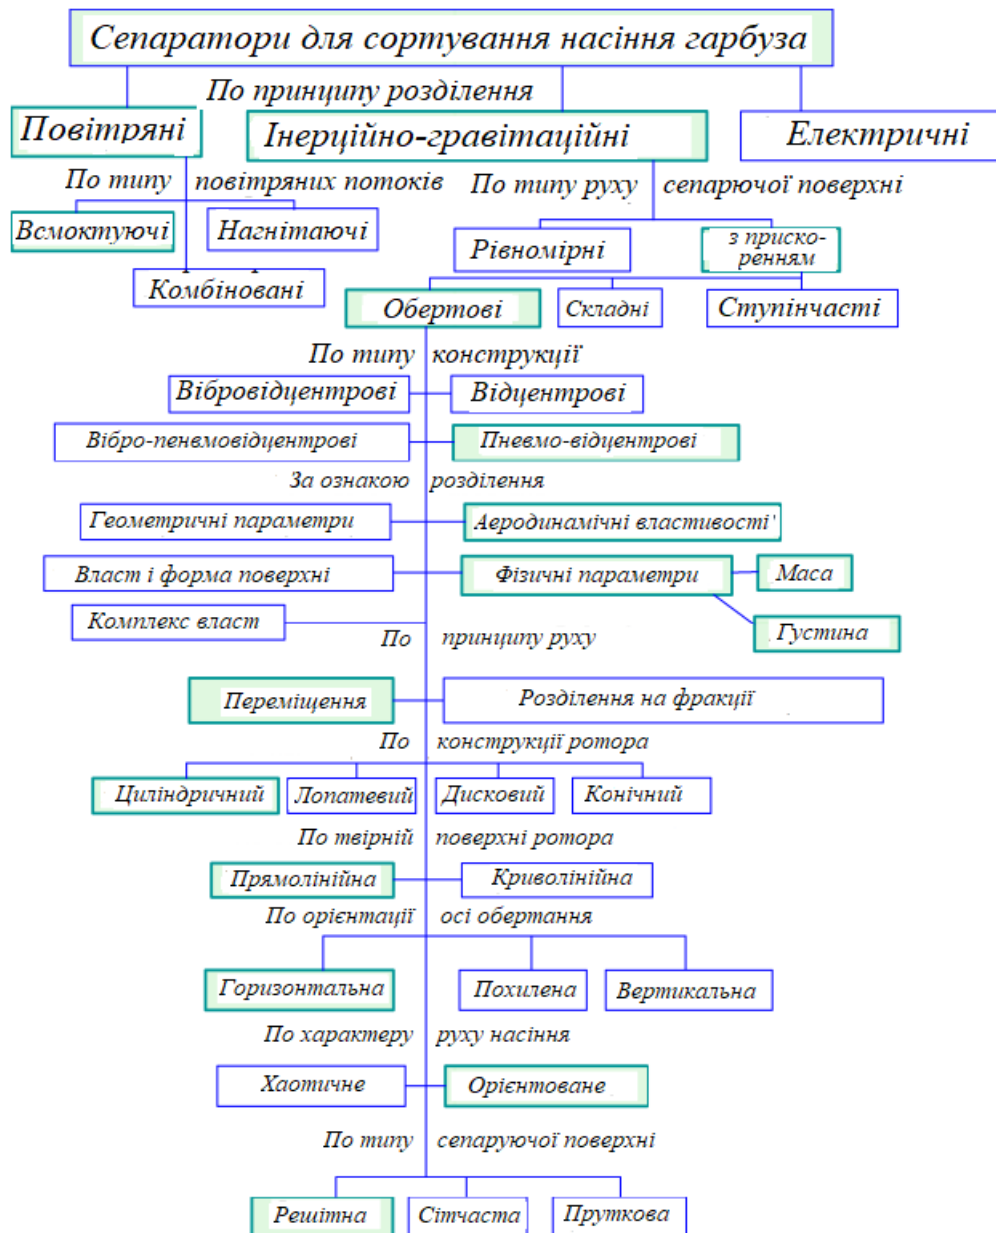 Сепаратори для сортування насіння гарбуза
По принципу розділення
Повітряні
Інерційно-гравітаційні
Електричні
По типу повітряних потоків
По типу руху сепарючої поверхні
Всмоктуючі
Нагнітаючі
Рівномірні
з приско-
ренням
Комбіновані
Обертові
Складні
Ступінчасті
По типу конструкції
Вібровідцентрові
Відцентрові
Вібро-пенвмовідцентрові
Пневмо-відцентрові
За ознакою розділення
Геометричні параметри
Аеродинамічні властивості'
Власт і форма поверхні
Фізичні параметри
Маса
Комплекс власт
Густина
По принципу руху
Переміщення
Розділення на фракції
По конструкції ротора
Циліндричний
Лопатевий
Дисковий
Конічний
По твірній поверхні ротора
Прямолінійна
Криволінійна
По орієнтації осі обертання
Горизонтальна
Похилена
Вертикальна
По характеру руху насіння
Хаотичне
Орієнтоване
По типу сепаруючої поверхні
Решітна
Сітчаста
Пруткова